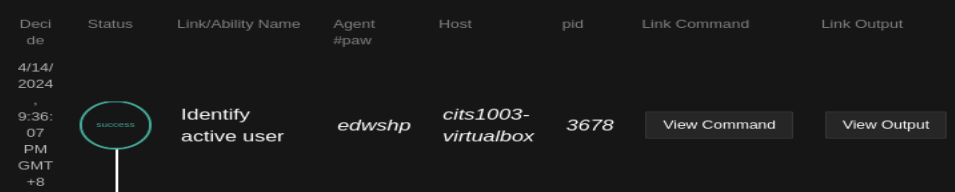 Deci
de
Status
Link/Ability Name
Agent
#paw
Host
pid
Link Command
Link Output
4/14/
2024
,
9:36:
07
PM
GMT
+8
success
Identify
active user
edwshp
cits1003-
virtualbox
3678
View Command
View Output